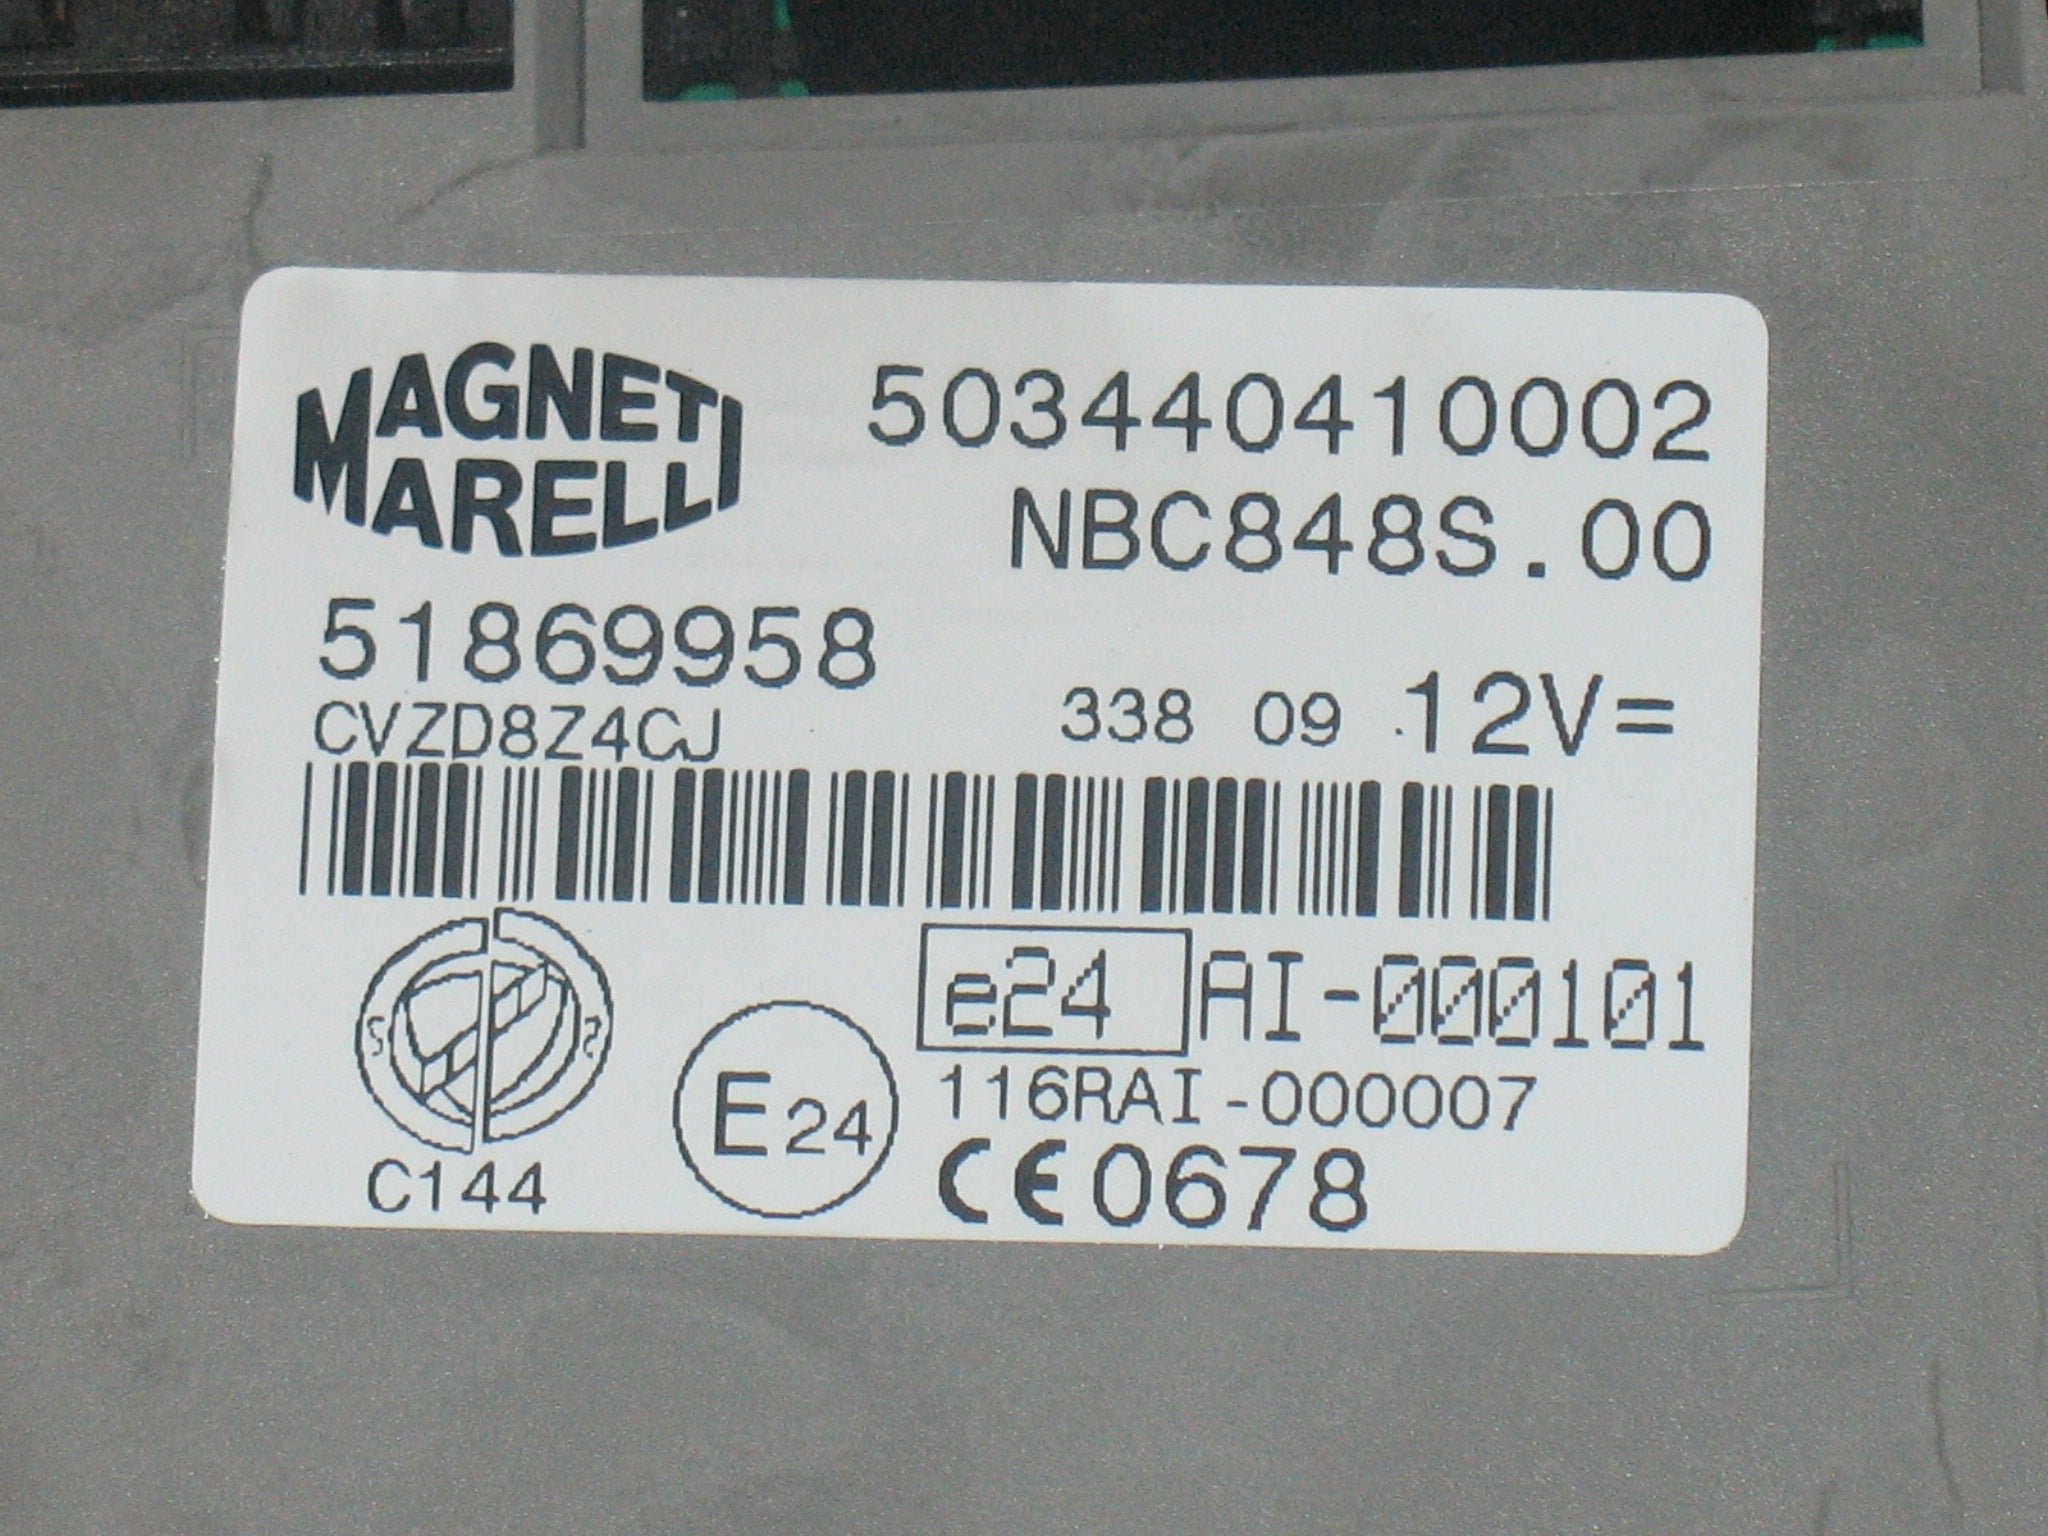 MAGNETI
MARELLI
503440410002
NBC848S.00
51869958
CVZD8Z4CJ
338 09 12V=
e24 AI-000101
E24
116RAI-000007
CE0678
C144